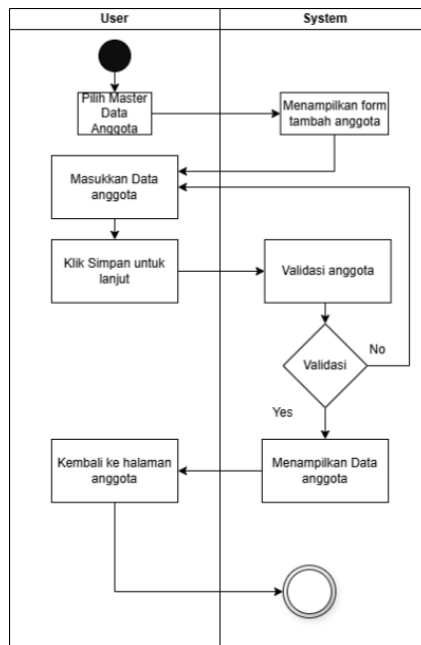 User
System
Pilih Master
Data
Anggota
Menampilkan form
tambah anggota
Masukkan Data
anggota
Klik Simpan untuk
lanjut
Validasi anggota
Validasi
No
Yes
Kembali ke halaman
anggota
Menampilkan Data
anggota